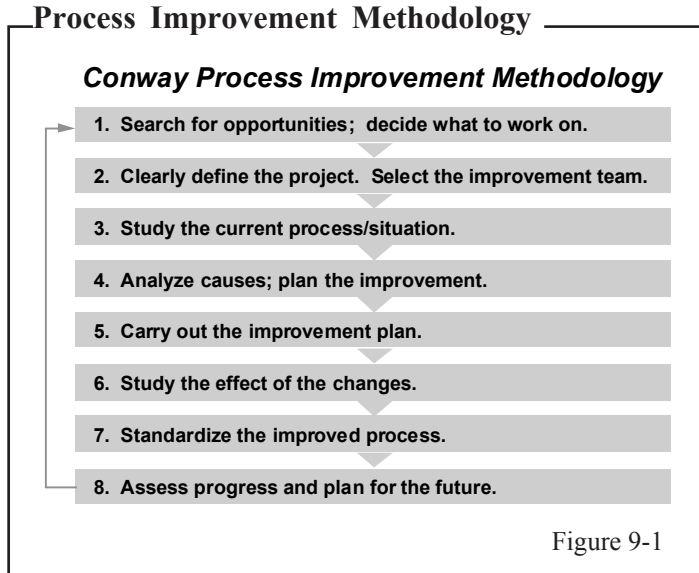 Process Improvement Methodology
Conway Process Improvement Methodology
1. Search for opportunities; decide what to work on.
2. Clearly define the project. Select the improvement team.
3. Study the current process/situation.
4. Analyze causes; plan the improvement.
5. Carry out the improvement plan.
6. Study the effect of the changes.
7. Standardize the improved process.
8. Assess progress and plan for the future.
Figure 9-1